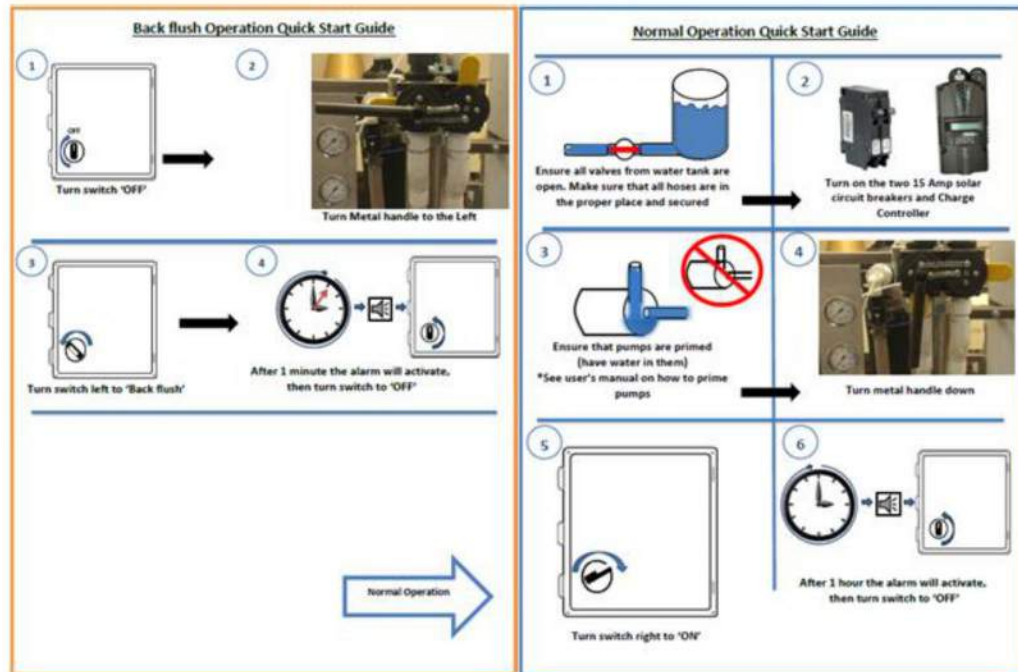 Back flush Operation Quick Start Guide
1
2
OFF
Turn switch 'OFF'
Turn Metal handle to the Left
3
4
Turn switch left to 'Back flush'
After 1 minute the alarm will activate,
then turn switch to 'OFF'
Normal Operation
Normal Operation Quick Start Guide
1
2
Ensure all valves from water tank are
open. Make sure that all hoses are in
the proper place and secured
Turn on the two 15 Amp solar
circuit breakers and Charge
Controller
3
4
Ensure that pumps are primed
(have water in them)
*See user's manual on how to prime
pumps
Turn metal handle down
5
6
Turn switch right to 'ON'
After 1 hour the alarm will activate,
then turn switch to 'OFF'